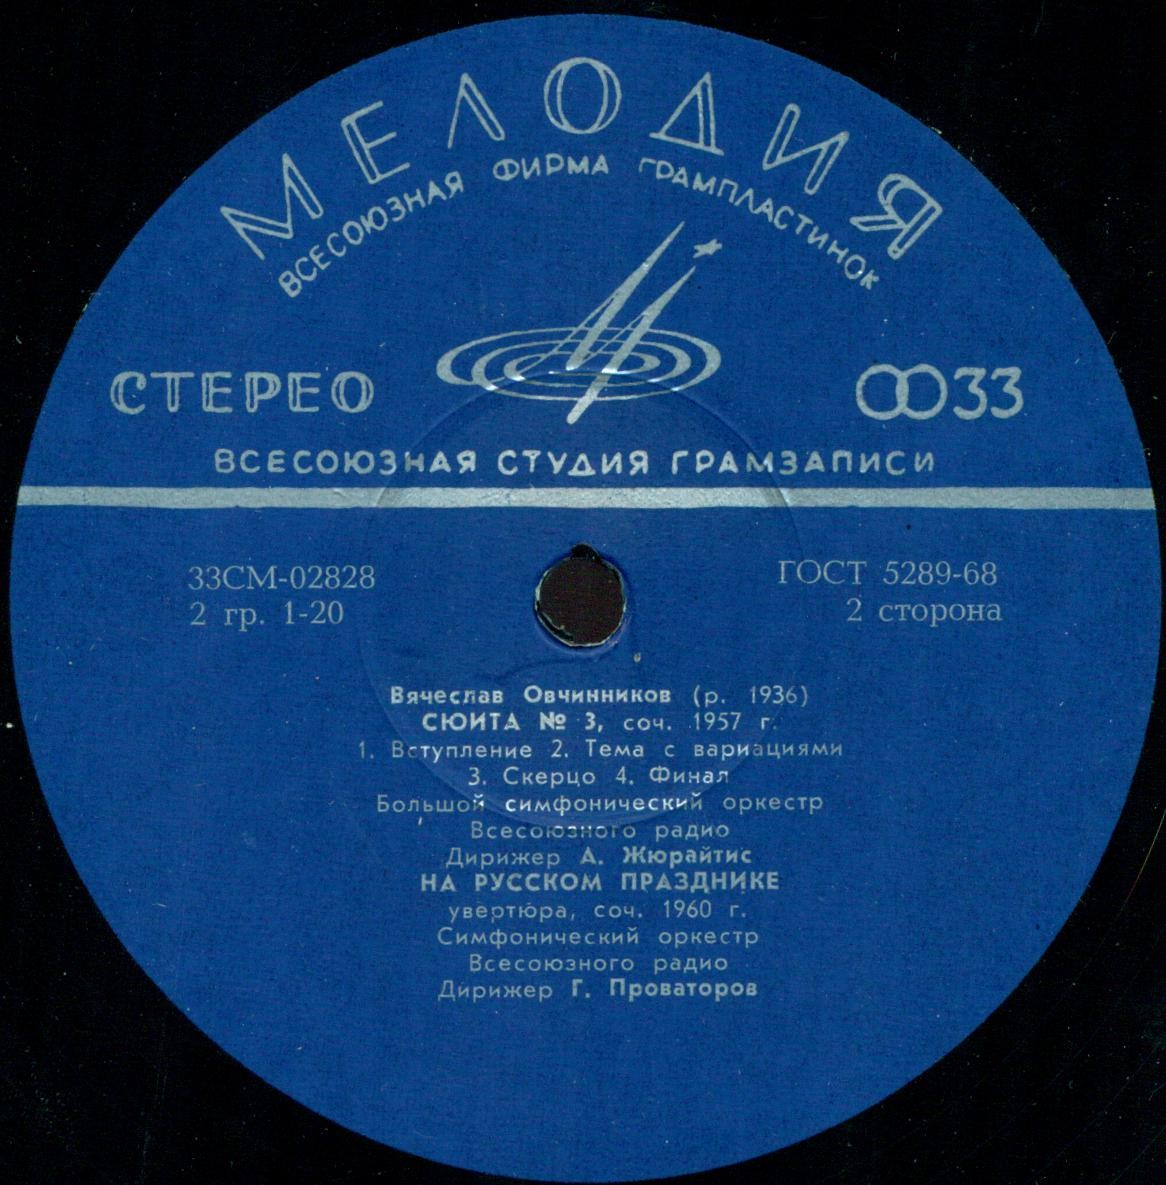 МЕЛОДИЯ
ВСЕСОЮЗНАЯ ФИРМА ГРАМПЛАСТИНОК
СТЕРЕО
33
ВСЕСОЮЗНАЯ СТУДИЯ ГРАМЗАПИСИ
33СМ-02828
ГОСТ 5289-68
2 гр. 1-20
2 сторона
Вячеслав Овчинников (р. 1936)
СЮИТА № 3, соч. 1957 г.
1. Вступление 2. Тема с вариациями
3. Скерцо 4. Финал
Большой симфонический оркестр
Всесоюзного радио
Дирижер А. Жюрайтис
НА РУССКОМ ПРАЗДНИКЕ
увертюра, соч. 1960 г.
Симфонический оркестр
Всесоюзного радио
Дирижер Г. Проваторов